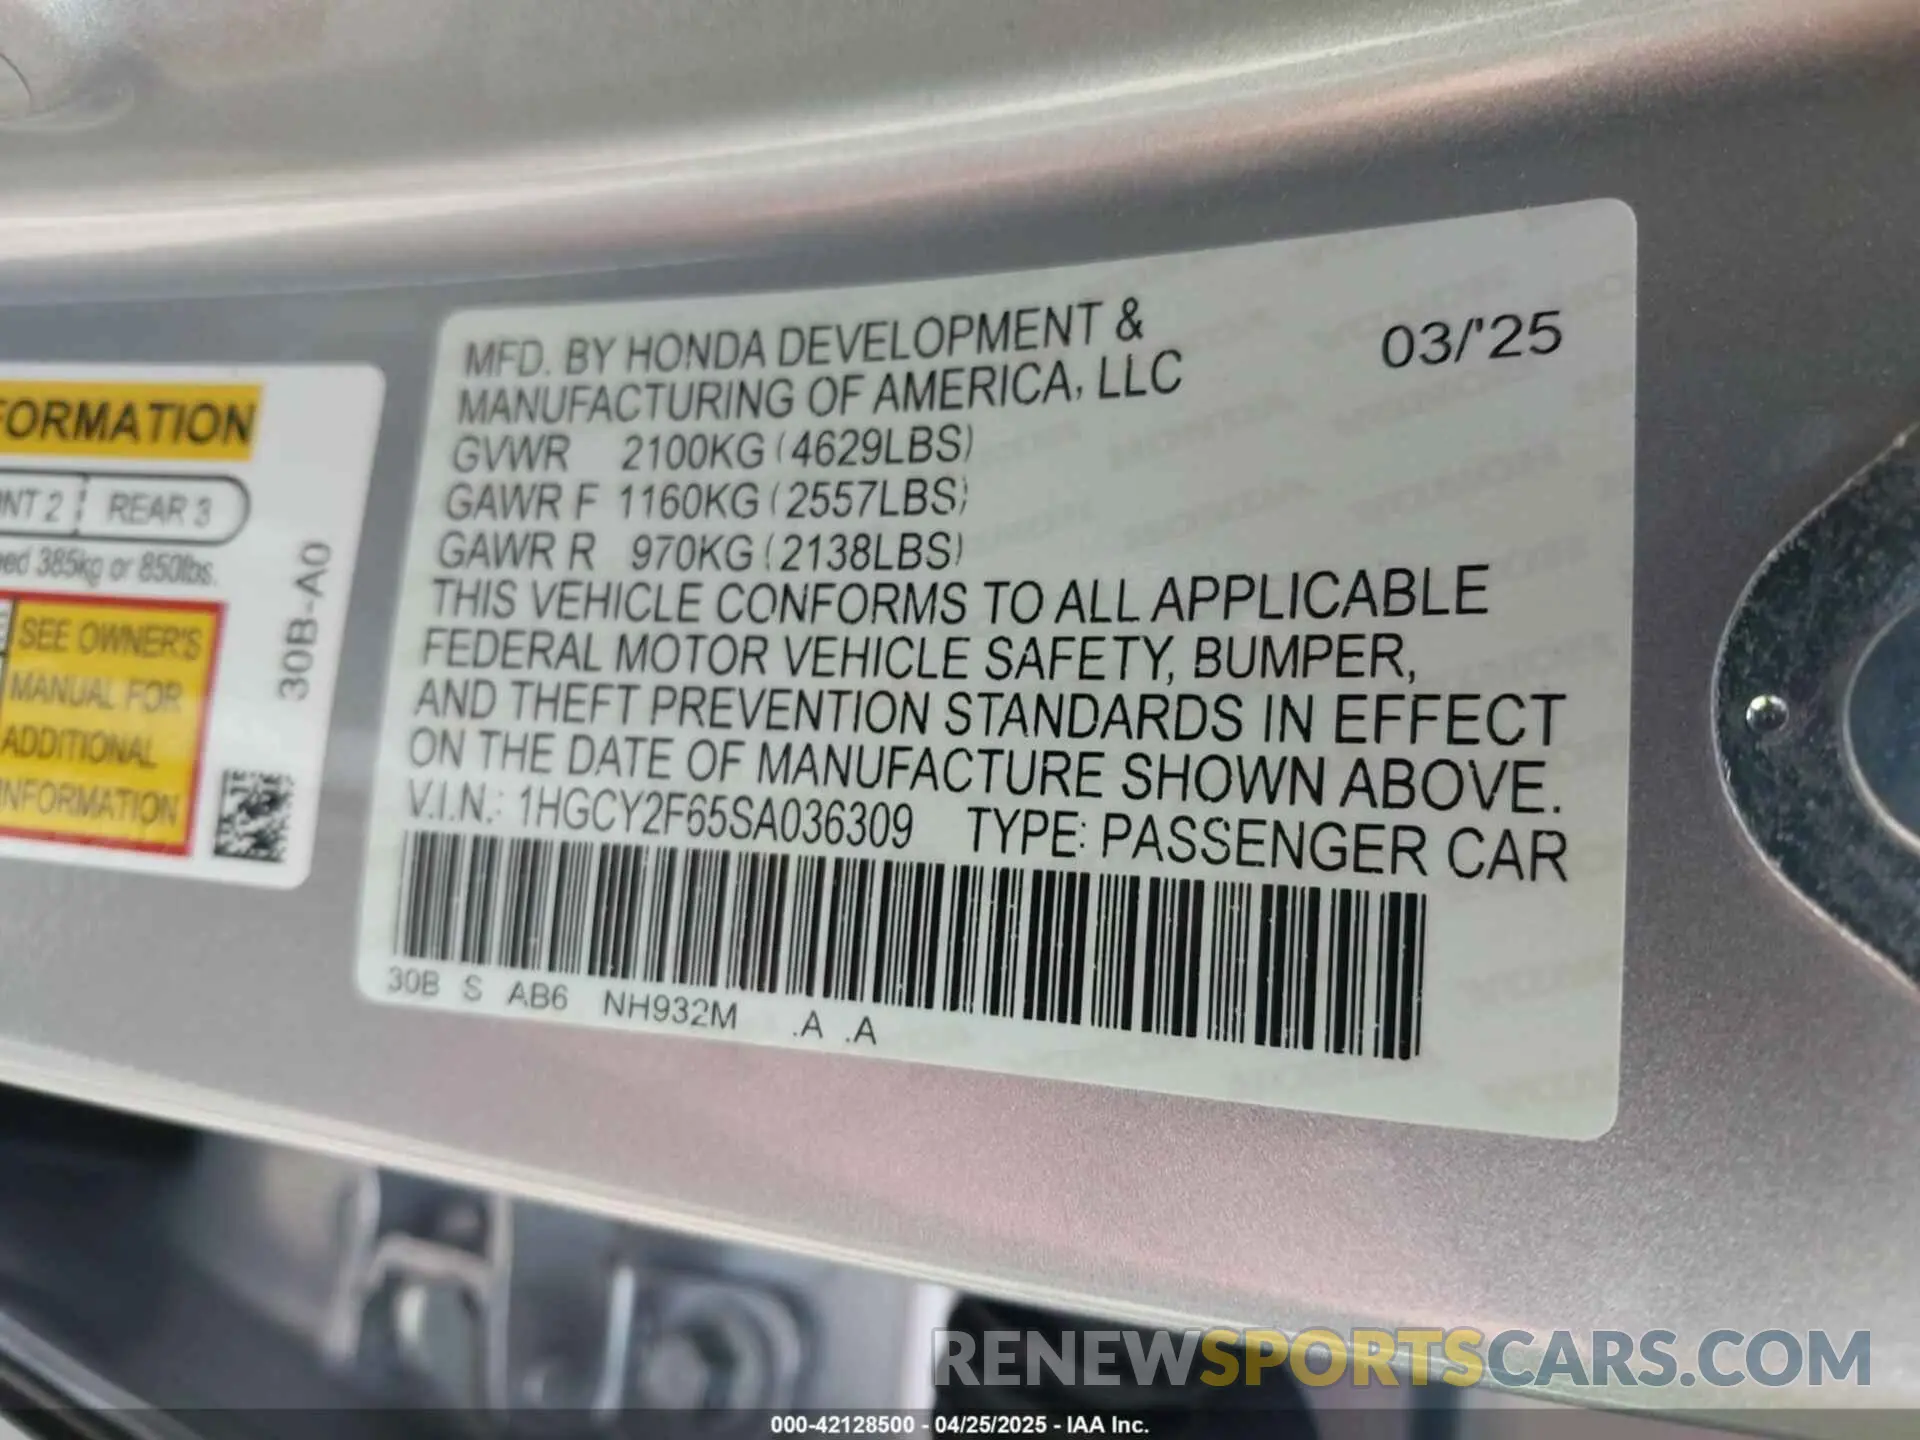 FORMATION
NT 2 REAR 3
385kg or 850lbs.
SEE OWNER'S
MANUAL FOR
ADDITIONAL
INFORMATION
30B-A0
MFD. BY HONDA DEVELOPMENT &
MANUFACTURING OF AMERICA, LLC
03/'25
GVWR 2100KG (4629LBS)
GAWR F 1160KG (2557LBS)
GAWR R 970KG (2138LBS)
THIS VEHICLE CONFORMS TO ALL APPLICABLE
FEDERAL MOTOR VEHICLE SAFETY, BUMPER,
AND THEFT PREVENTION STANDARDS IN EFFECT
ON THE DATE OF MANUFACTURE SHOWN ABOVE.
V.I.N.: 1HGCY2F65SA036309 TYPE: PASSENGER CAR
30B S AB6 NH932M .A .A
RENEWSPORTSCARS.COM
000-42128500 - 04/25/2025 - IAA Inc.